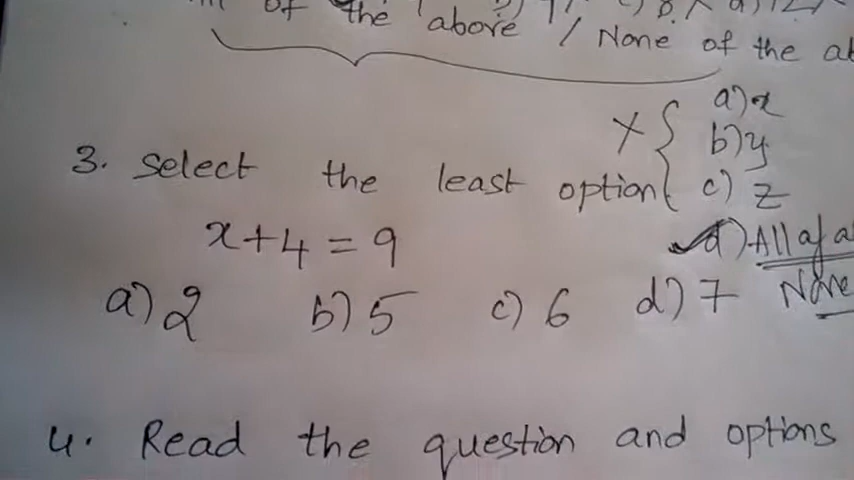 of the above / None of the
3. Select the least option
a) x
b) y
c) z
d) All of a
None
x+4=9
a) 2 b) 5 c) 6 d) 7
4. Read the question and options